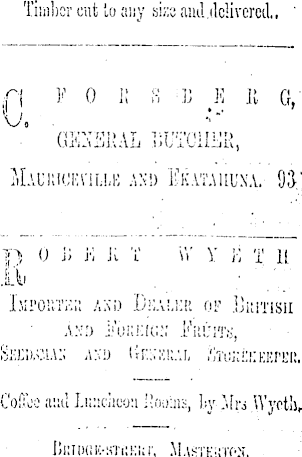 Timber cut to any size and delivered.
C. FORSBERG,
GENERAL BUTCHER,
MAURICEVILLE AND EKATAHUNA. 93
ROBERT WYETH
IMPORTER AND DEALER OF BRITISH
AND FOREIGN FRUITS,
SEEDSMAN AND GENERAL STOREKEEPER.
Coffee and Luncheon Rooms, by Mrs Wyeth,
BRIDGE-STREET, MASTERTON.